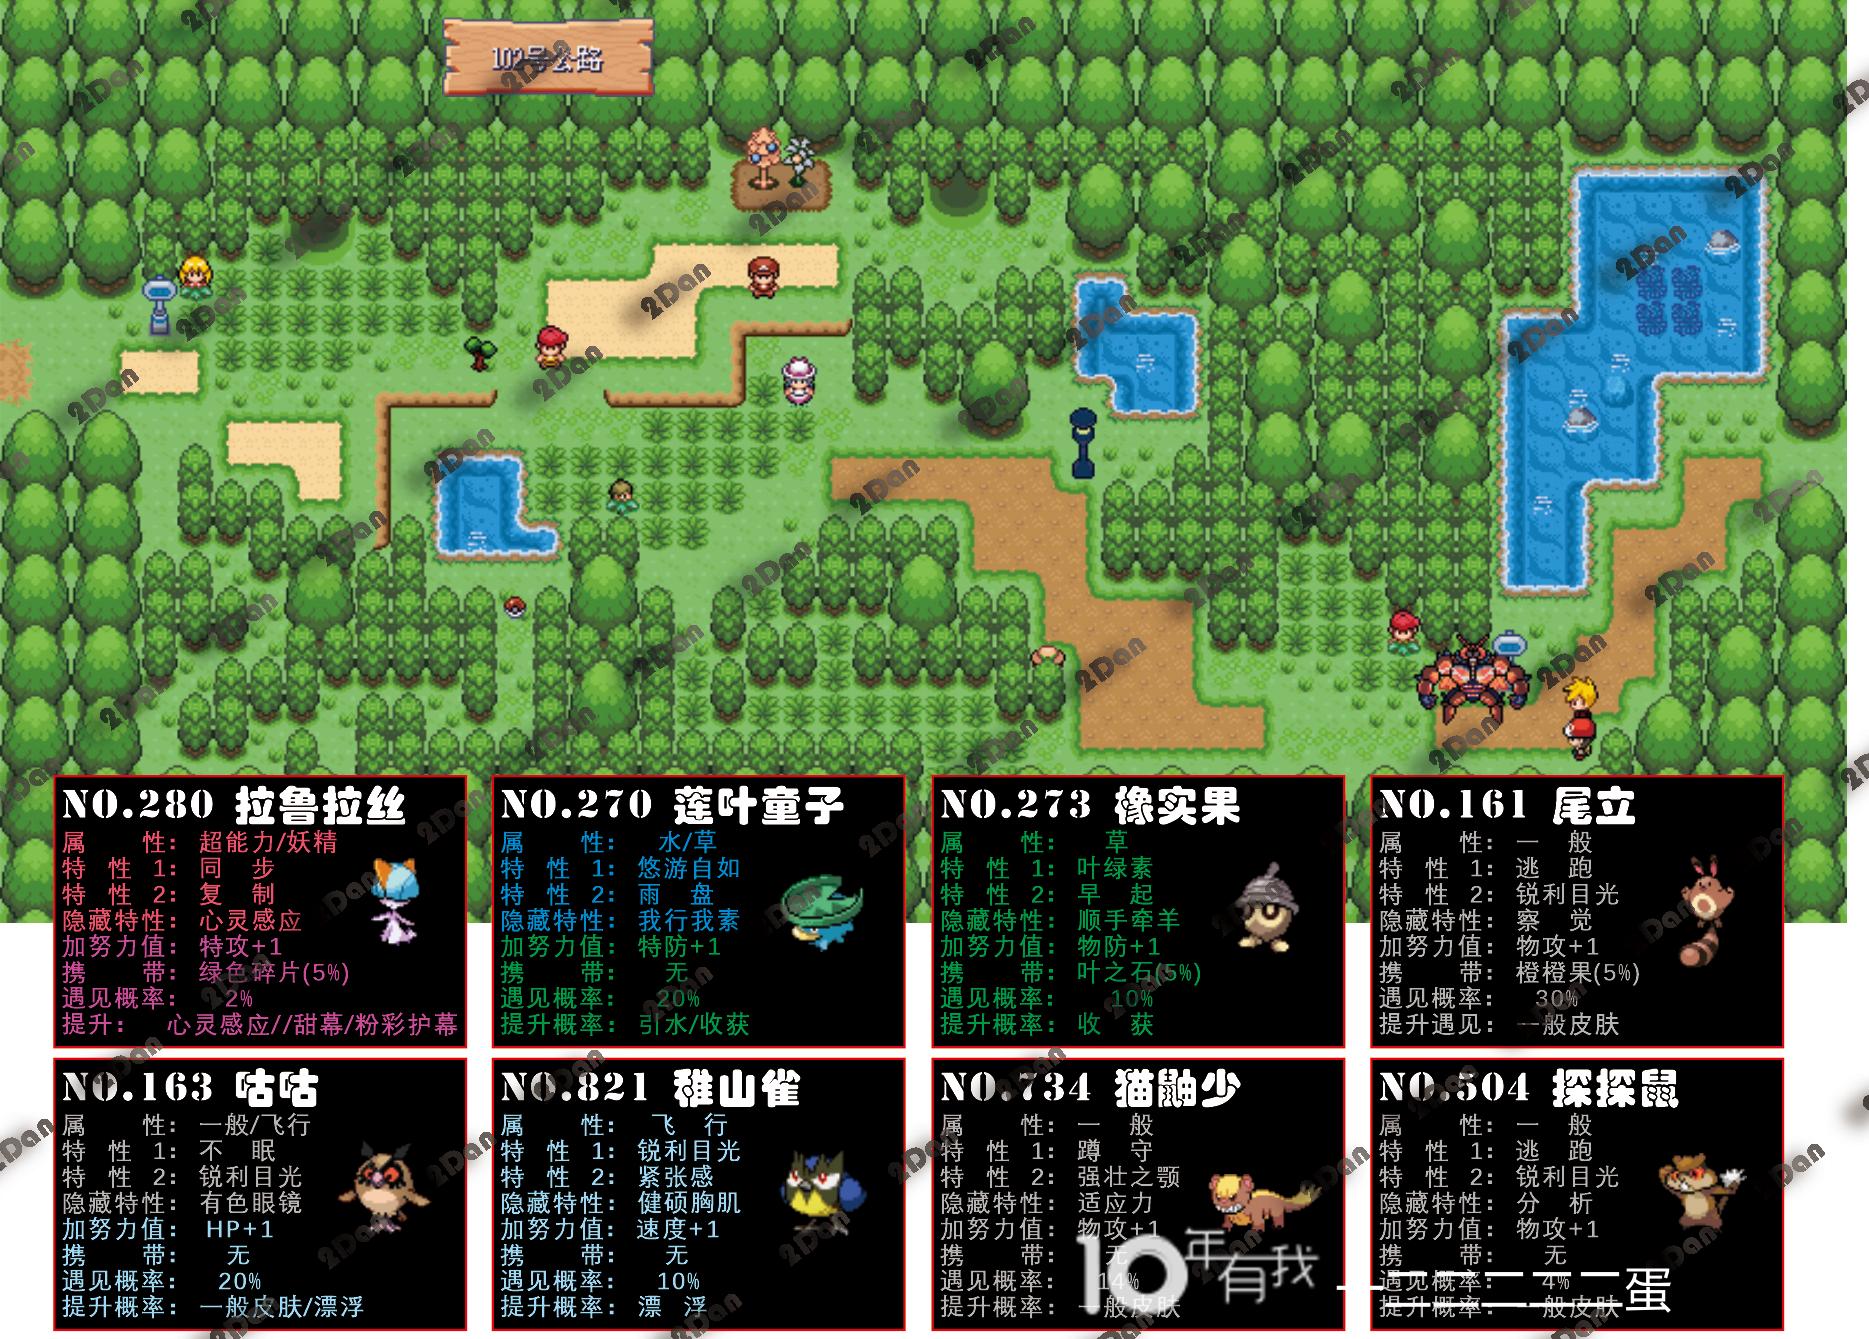 102号公路
NO.280 拉鲁拉丝
属 性: 超能力/妖精
特 性 1: 同 步
特 性 2: 复 制
隐藏特性: 心灵感应
加努力值: 特攻+1
携 带: 绿色碎片(5%)
遇见概率: 2%
提升: 心灵感应//甜幕/粉彩护幕
NO.270 莲叶童子
属 性: 水/草
特 性 1: 悠游自如
特 性 2: 雨 盘
隐藏特性: 我行我素
加努力值: 特防+1
携 带: 无
遇见概率: 20%
提升概率: 引水/收获
NO.273 橡实果
属 性: 草
特 性 1: 叶绿素
特 性 2: 早 起
隐藏特性: 顺手牵羊
加努力值: 物防+1
携 带: 叶之石(5%)
遇见概率: 10%
提升概率: 收 获
NO.161 尾立
属 性: 一 般
特 性 1: 逃 跑
特 性 2: 锐利目光
隐藏特性: 察 觉
加努力值: 物攻+1
携 带: 橙橙果(5%)
遇见概率: 30%
提升遇见: 一般皮肤
NO.163 咕咕
属 性: 一般/飞行
特 性 1: 不 眠
特 性 2: 锐利目光
隐藏特性: 有色眼镜
加努力值: HP+1
携 带: 无
遇见概率: 20%
提升概率: 一般皮肤/漂浮
NO.821 稚山雀
属 性: 飞 行
特 性 1: 锐利目光
特 性 2: 紧张感
隐藏特性: 健硕胸肌
加努力值: 速度+1
携 带: 无
遇见概率: 10%
提升概率: 漂 浮
NO.734 猫鼬少
属 性: 一 般
特 性 1: 蹲 守
特 性 2: 强壮之颚
隐藏特性: 适应力
加努力值: 物攻+1
携 带: 无
遇见概率: 14%
提升概率: 一般皮肤
NO.504 探探鼠
属 性: 一 般
特 性 1: 逃 跑
特 性 2: 锐利目光
隐藏特性: 分 析
加努力值: 物攻+1
携 带: 无
遇见概率: 4%
提升概率: 一般皮肤
10年有我
2Dan